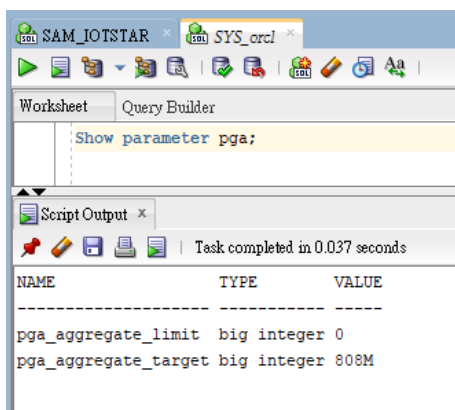 SAM_IOTSTAR × SYS_orcl ×
Worksheet Query Builder
Show parameter pga;
Script Output x
Task completed in 0.037 seconds
NAME TYPE VALUE
-------------------- ----------- -----
pga_aggregate_limit big integer 0
pga_aggregate_target big integer 808M